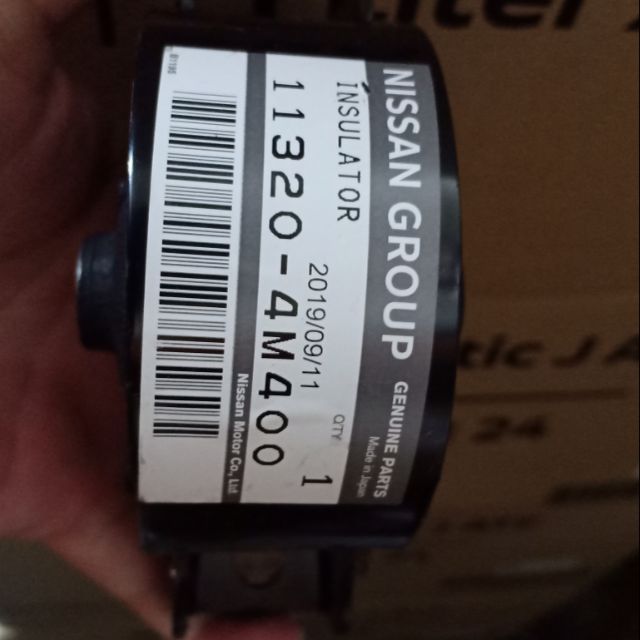 NISSAN GROUP GENUINE PARTS
Made in Japan
INSULATOR
2019/09/11 QTY 1
11320-4M400
Nissan Motor Co., Ltd
24